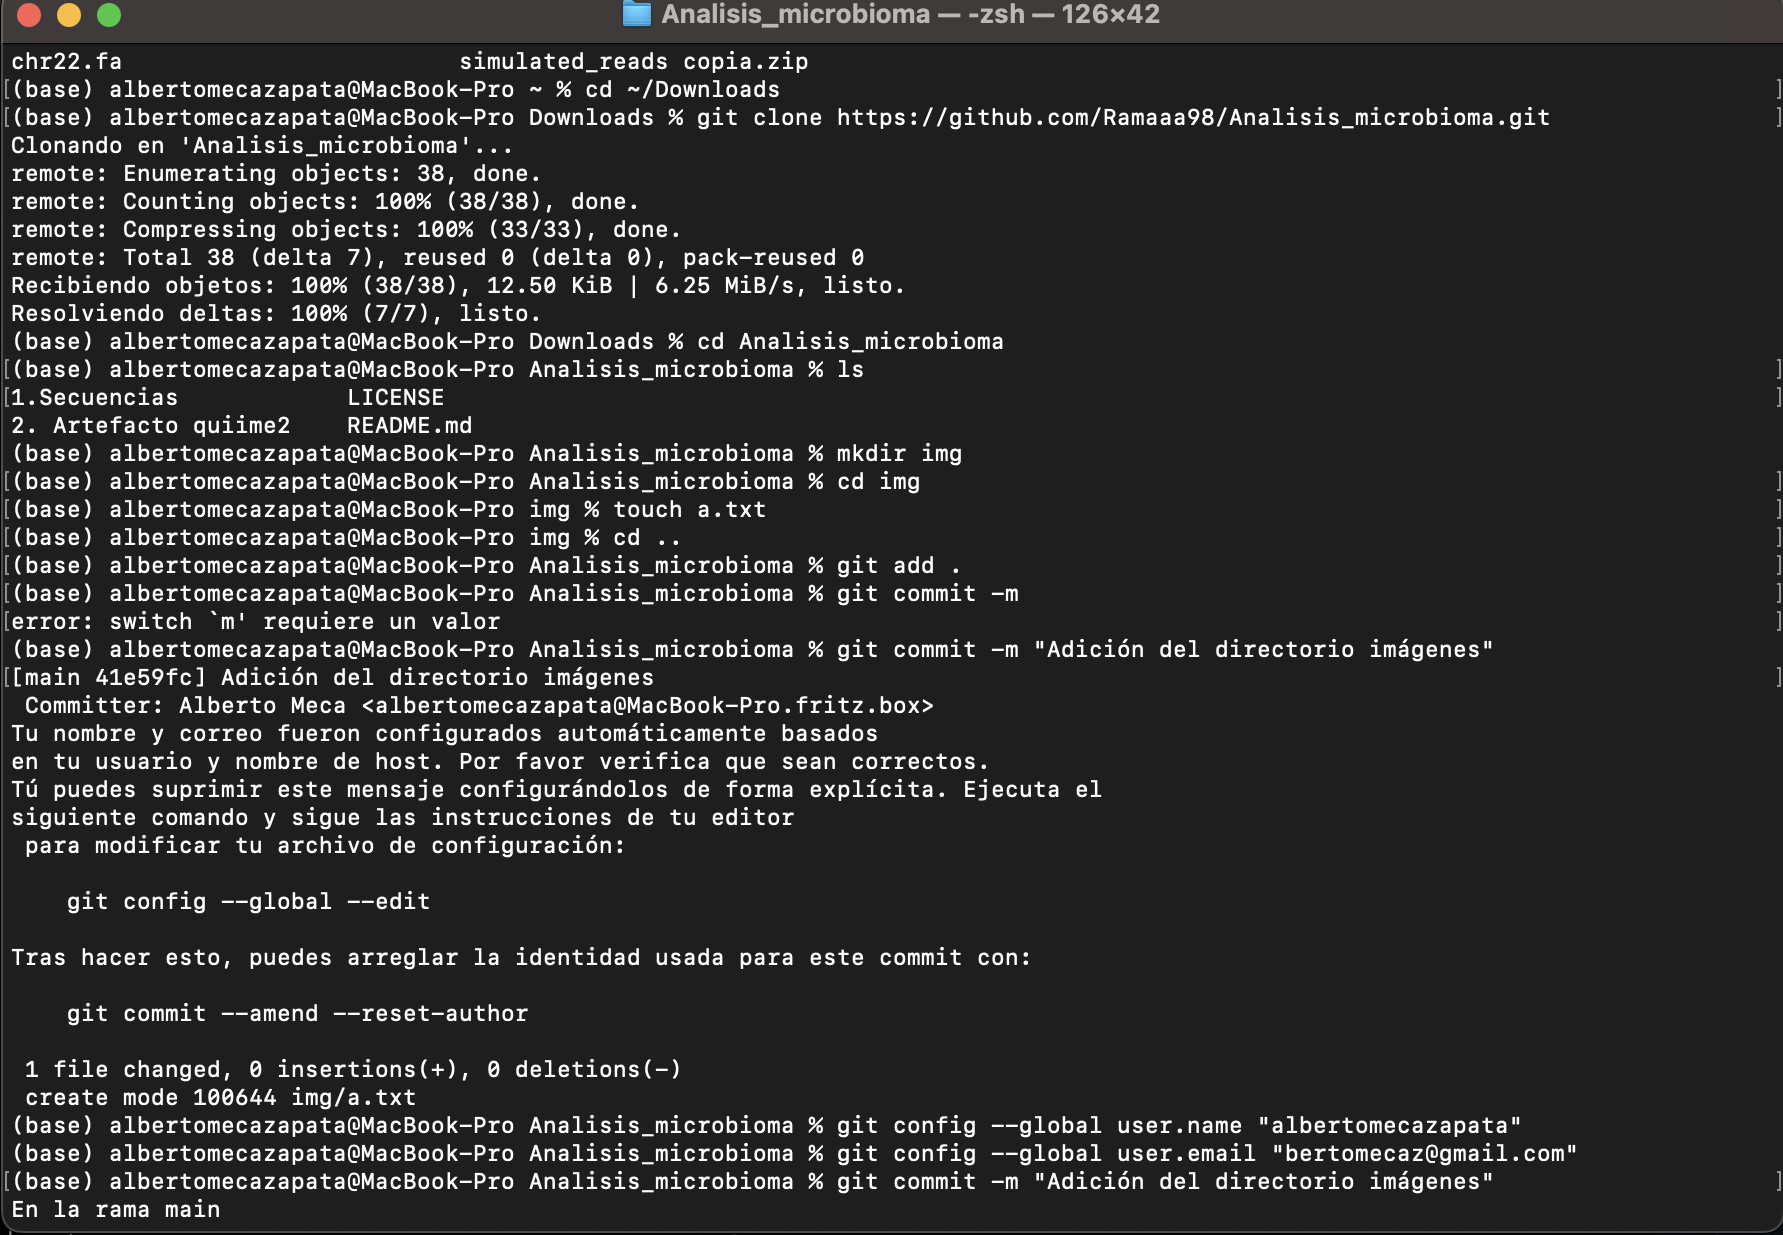 Analisis_microbioma — -zsh — 126×42
chr22.fa                        simulated_reads copia.zip
[(base) albertomecazapata@MacBook-Pro ~ % cd ~/Downloads ]
[(base) albertomecazapata@MacBook-Pro Downloads % git clone https://github.com/Ramaaa98/Analisis_microbioma.git ]
Clonando en 'Analisis_microbioma'...
remote: Enumerating objects: 38, done.
remote: Counting objects: 100% (38/38), done.
remote: Compressing objects: 100% (33/33), done.
remote: Total 38 (delta 7), reused 0 (delta 0), pack-reused 0
Recibiendo objetos: 100% (38/38), 12.50 KiB | 6.25 MiB/s, listo.
Resolviendo deltas: 100% (7/7), listo.
(base) albertomecazapata@MacBook-Pro Downloads % cd Analisis_microbioma
[(base) albertomecazapata@MacBook-Pro Analisis_microbioma % ls ]
[1.Secuencias            LICENSE ]
2. Artefacto quiime2    README.md
(base) albertomecazapata@MacBook-Pro Analisis_microbioma % mkdir img
[(base) albertomecazapata@MacBook-Pro Analisis_microbioma % cd img ]
[(base) albertomecazapata@MacBook-Pro img % touch a.txt ]
[(base) albertomecazapata@MacBook-Pro img % cd .. ]
[(base) albertomecazapata@MacBook-Pro Analisis_microbioma % git add . ]
[(base) albertomecazapata@MacBook-Pro Analisis_microbioma % git commit -m ]
[error: switch `m' requiere un valor ]
(base) albertomecazapata@MacBook-Pro Analisis_microbioma % git commit -m "Adición del directorio imágenes"
[[main 41e59fc] Adición del directorio imágenes ]
 Committer: Alberto Meca <albertomecazapata@MacBook-Pro.fritz.box>
Tu nombre y correo fueron configurados automáticamente basados
en tu usuario y nombre de host. Por favor verifica que sean correctos.
Tú puedes suprimir este mensaje configurándolos de forma explícita. Ejecuta el
siguiente comando y sigue las instrucciones de tu editor
 para modificar tu archivo de configuración:
    git config --global --edit
Tras hacer esto, puedes arreglar la identidad usada para este commit con:
    git commit --amend --reset-author
 1 file changed, 0 insertions(+), 0 deletions(-)
 create mode 100644 img/a.txt
(base) albertomecazapata@MacBook-Pro Analisis_microbioma % git config --global user.name "albertomecazapata"
(base) albertomecazapata@MacBook-Pro Analisis_microbioma % git config --global user.email "bertomecaz@gmail.com"
[(base) albertomecazapata@MacBook-Pro Analisis_microbioma % git commit -m "Adición del directorio imágenes" ]
En la rama main